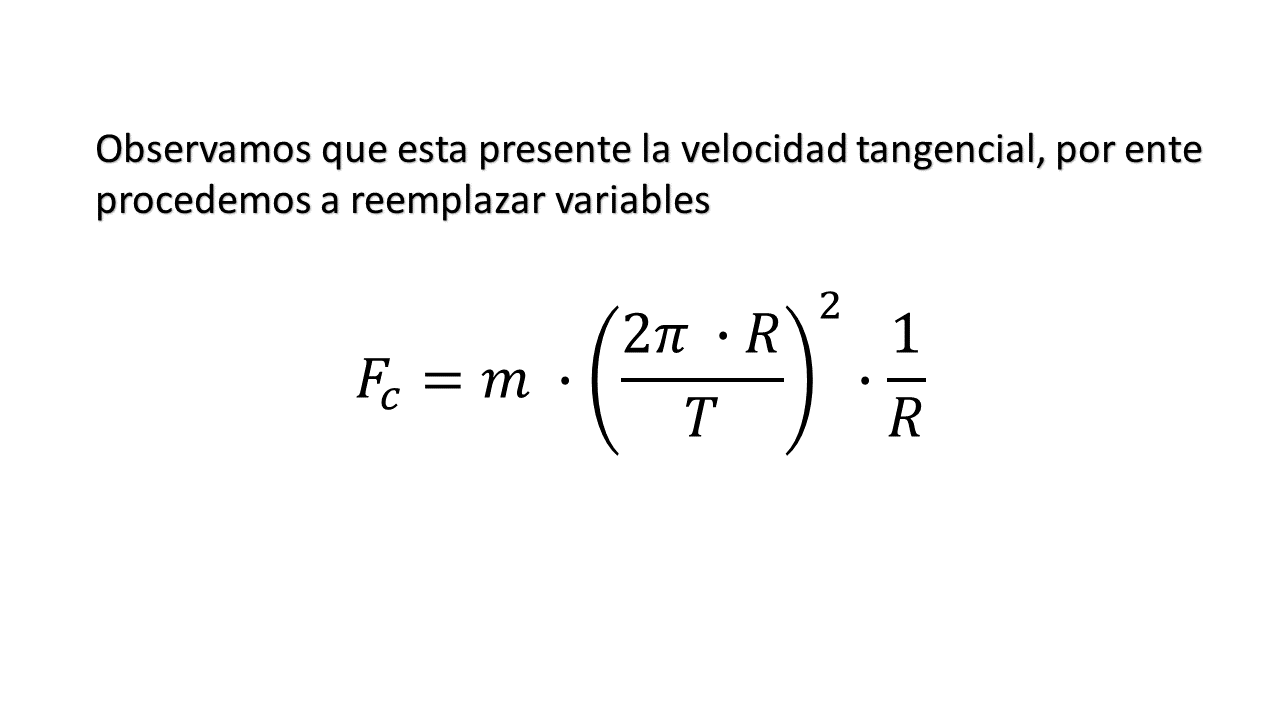 Observamos que esta presente la velocidad tangencial, por ente
procedemos a reemplazar variables
$F_c = m \cdot \left(\frac{2\pi \cdot R}{T}\right)^2 \cdot \frac{1}{R}$